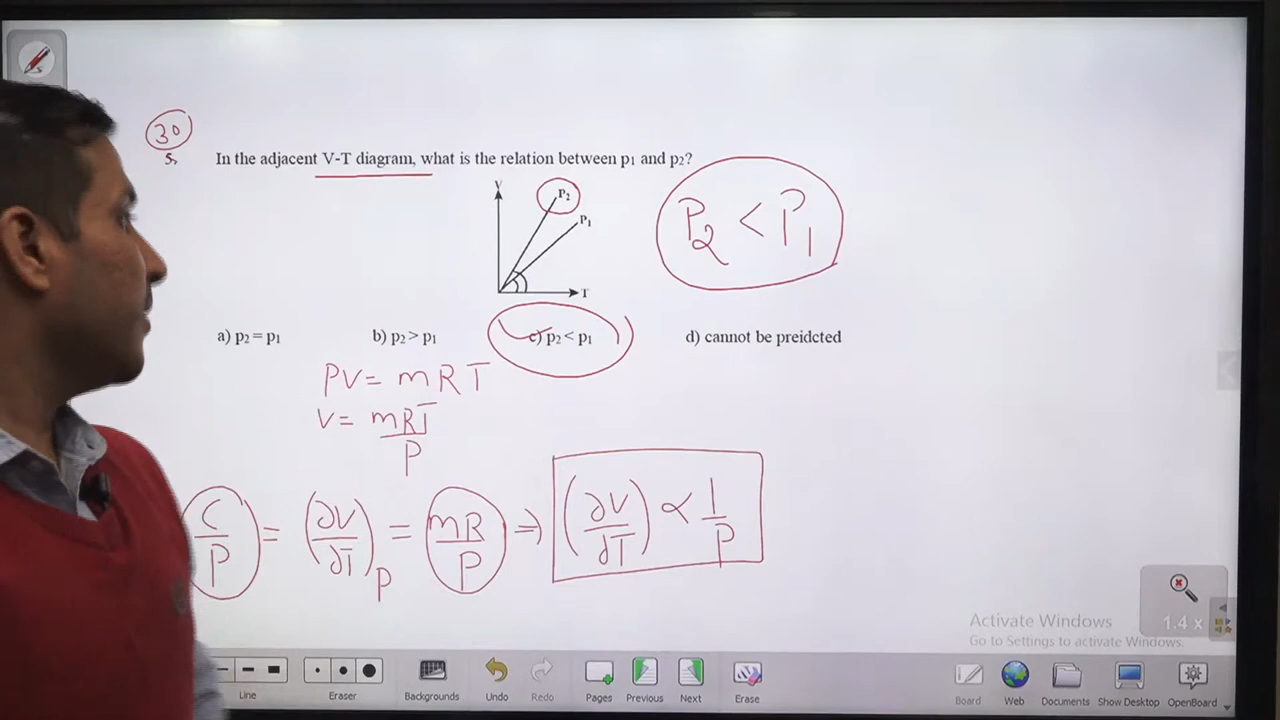 30
In the adjacent V-T diagram, what is the relation between p1 and p2?
V
P2
P1
T
P2 < P1
a) p2 = p1 b) p2 > p1 c) p2 < p1 d) cannot be preidcted
PV = mRT
V = mRT/P
C/P = (∂V/∂T)P = mR/P ⇒ (∂V/∂T) ∝ 1/P
Activate Windows
Go to Settings to activate Windows.
1.4 x
Line Eraser Backgrounds Undo Redo Pages Previous Next Erase Board Web Documents Show Desktop OpenBoard